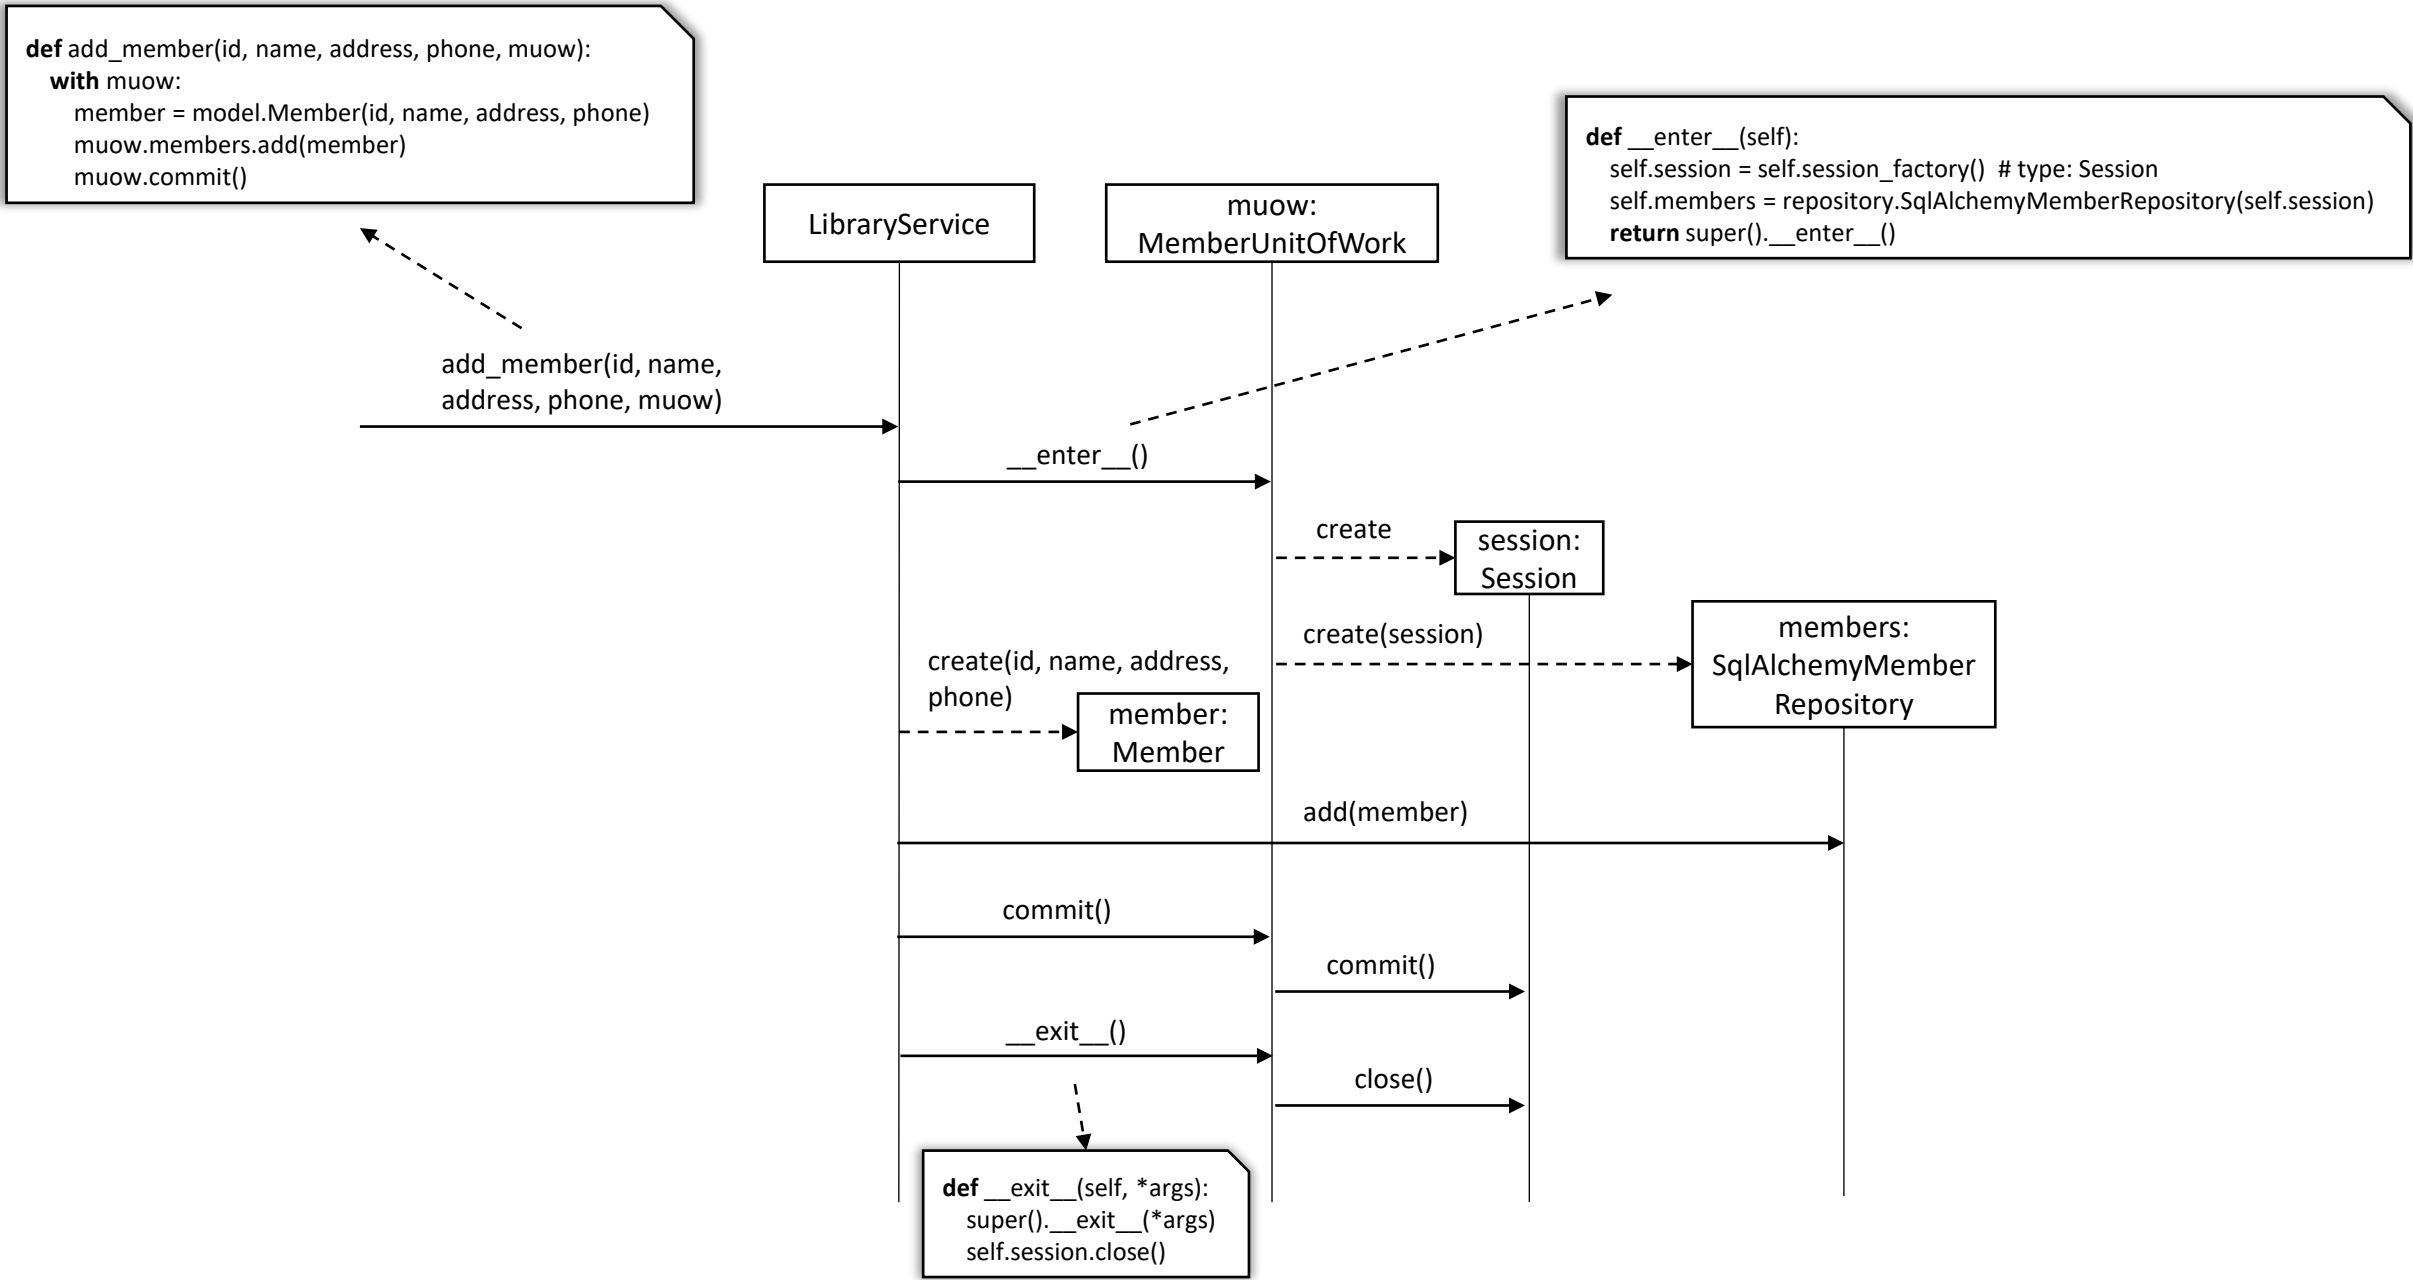 def add_member(id, name, address, phone, muow):
with muow:
member = model.Member(id, name, address, phone)
muow.members.add(member)
muow.commit()
def __enter__(self):
self.session = self.session_factory()  # type: Session
self.members = repository.SqlAlchemyMemberRepository(self.session)
return super().__enter__()
LibraryService
muow:
MemberUnitOfWork
add_member(id, name,
address, phone, muow)
__enter__()
create
session:
Session
create(session)
members:
SqlAlchemyMember
Repository
create(id, name, address,
phone)
member:
Member
add(member)
commit()
commit()
__exit__()
close()
def __exit__(self, *args):
super().__exit__(*args)
self.session.close()